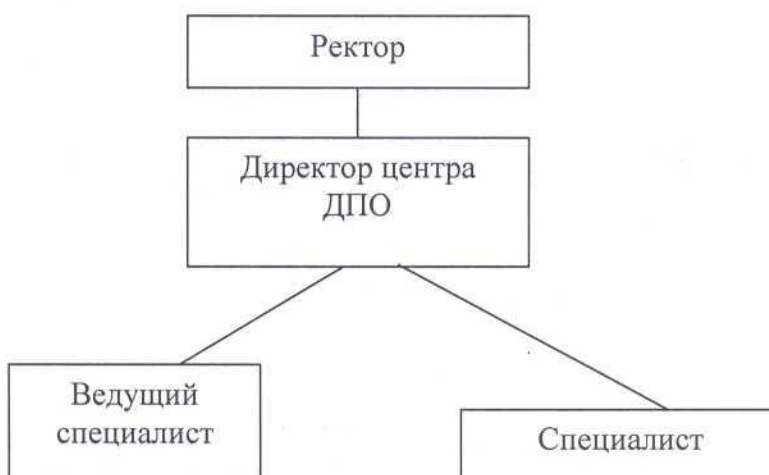 Ректор
Директор центра
ДПО
Ведущий
специалист
Специалист